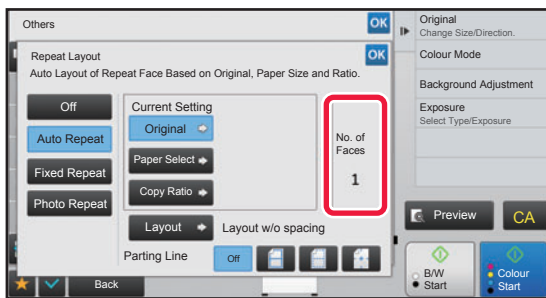 Others
OK
Repeat Layout
OK
Auto Layout of Repeat Face Based on Original, Paper Size and Ratio.
Off
Auto Repeat
Fixed Repeat
Photo Repeat
Current Setting
Original
Paper Select
Copy Ratio
Layout
Layout w/o spacing
No. of
Faces
1
Parting Line
Off
Back
Original
Change Size/Direction.
Colour Mode
Background Adjustment
Exposure
Select Type/Exposure
Preview
CA
B/W
Start
Colour
Start